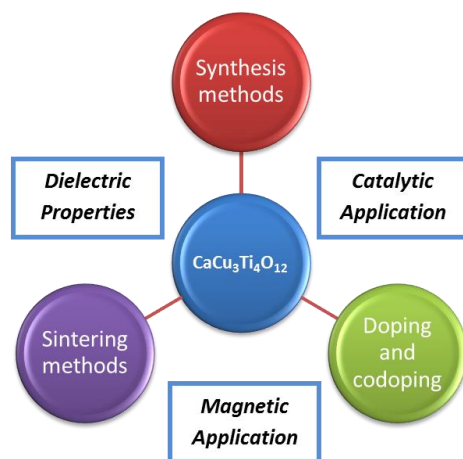 Synthesis
methods
Dielectric
Properties
Catalytic
Application
CaCu₃Ti₄O₁₂
Sintering
methods
Doping
and
codoping
Magnetic
Application